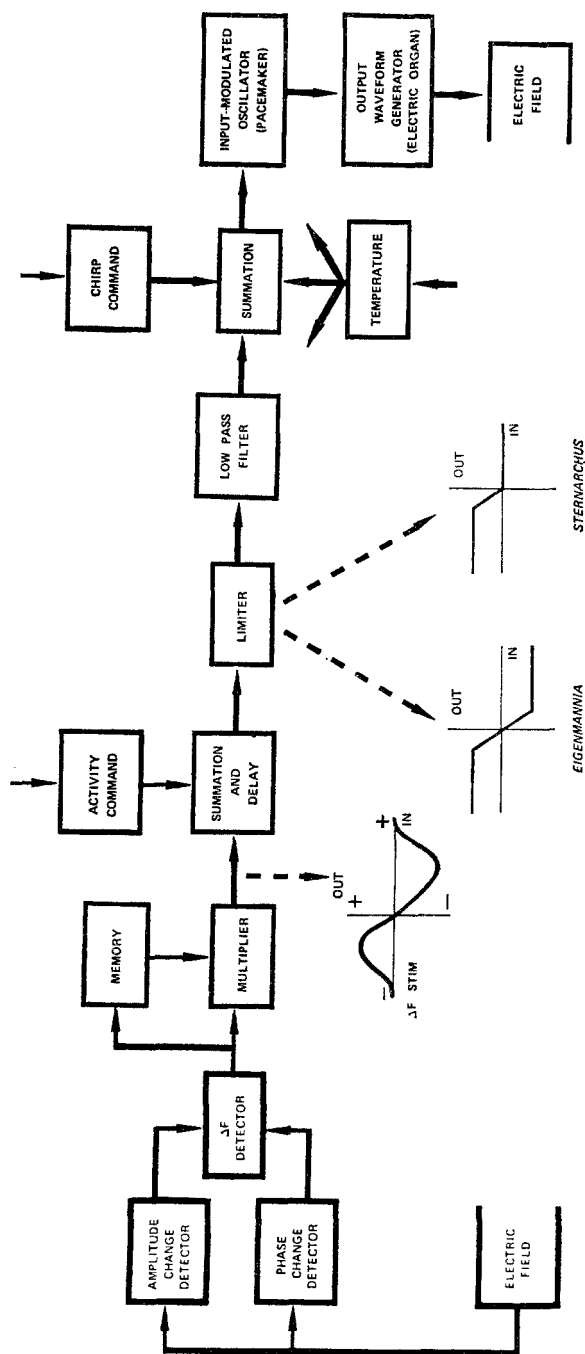 ELECTRIC
FIELD
AMPLITUDE
CHANGE
DETECTOR
PHASE
CHANGE
DETECTOR
ΔF
DETECTOR
MEMORY
MULTIPLIER
OUT
+
−
−
+
IN
ΔF STIM
ACTIVITY
COMMAND
SUMMATION
AND
DELAY
LIMITER
OUT
IN
EIGENMANNIA
OUT
IN
STERNARCHUS
LOW PASS
FILTER
CHIRP
COMMAND
SUMMATION
TEMPERATURE
INPUT-MODULATED
OSCILLATOR
(PACEMAKER)
OUTPUT
WAVEFORM
GENERATOR
(ELECTRIC ORGAN)
ELECTRIC
FIELD